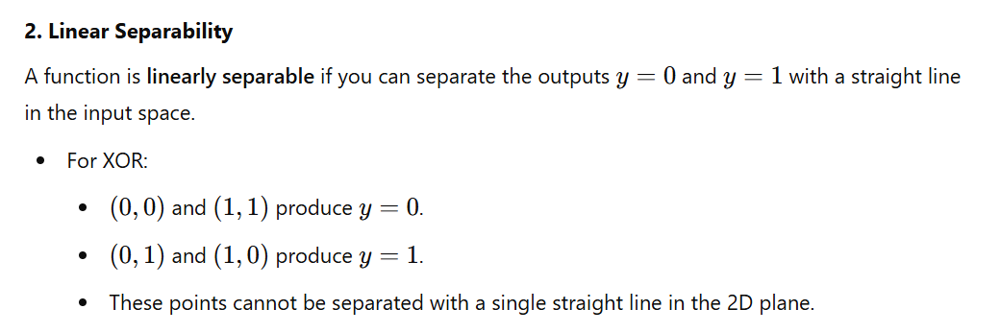 2. Linear Separability
A function is linearly separable if you can separate the outputs y = 0 and y = 1 with a straight line
in the input space.
• For XOR:
• (0, 0) and (1, 1) produce y = 0.
• (0, 1) and (1, 0) produce y = 1.
• These points cannot be separated with a single straight line in the 2D plane.